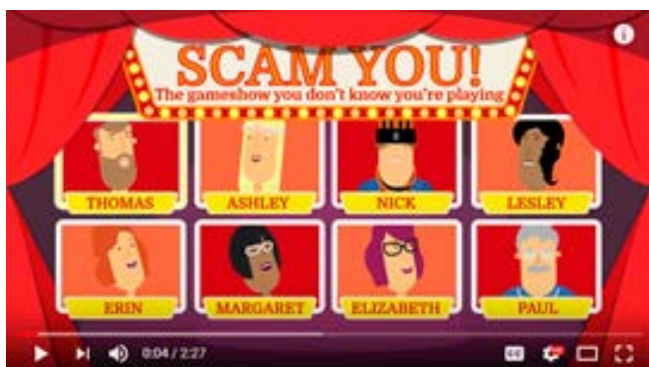 SCAM YOU!
The gameshow you don't know you're playing
THOMAS
ASHLEY
NICK
LESLEY
ERIN
MARGARET
ELIZABETH
PAUL
0:04 / 2:27
CC